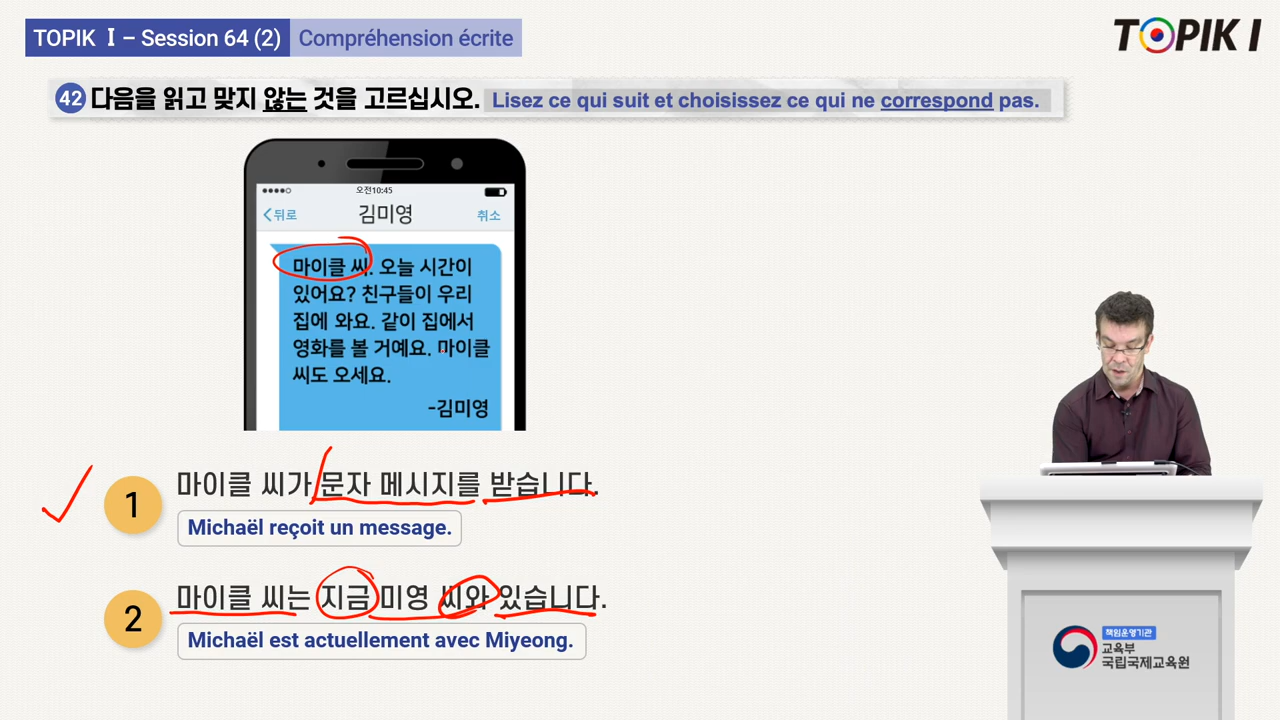 TOPIK Ⅰ – Session 64 (2) Compréhension écrite
TOPIK I
42 다음을 읽고 맞지 않는 것을 고르십시오. Lisez ce qui suit et choisissez ce qui ne correspond pas.
오전10:45
뒤로 김미영 취소
마이클 씨. 오늘 시간이
있어요? 친구들이 우리
집에 와요. 같이 집에서
영화를 볼 거예요. 마이클
씨도 오세요.
-김미영
1 마이클 씨가 문자 메시지를 받습니다.
Michaël reçoit un message.
2 마이클 씨는 지금 미영 씨와 있습니다.
Michaël est actuellement avec Miyeong.
책임운영기관
교육부
국립국제교육원